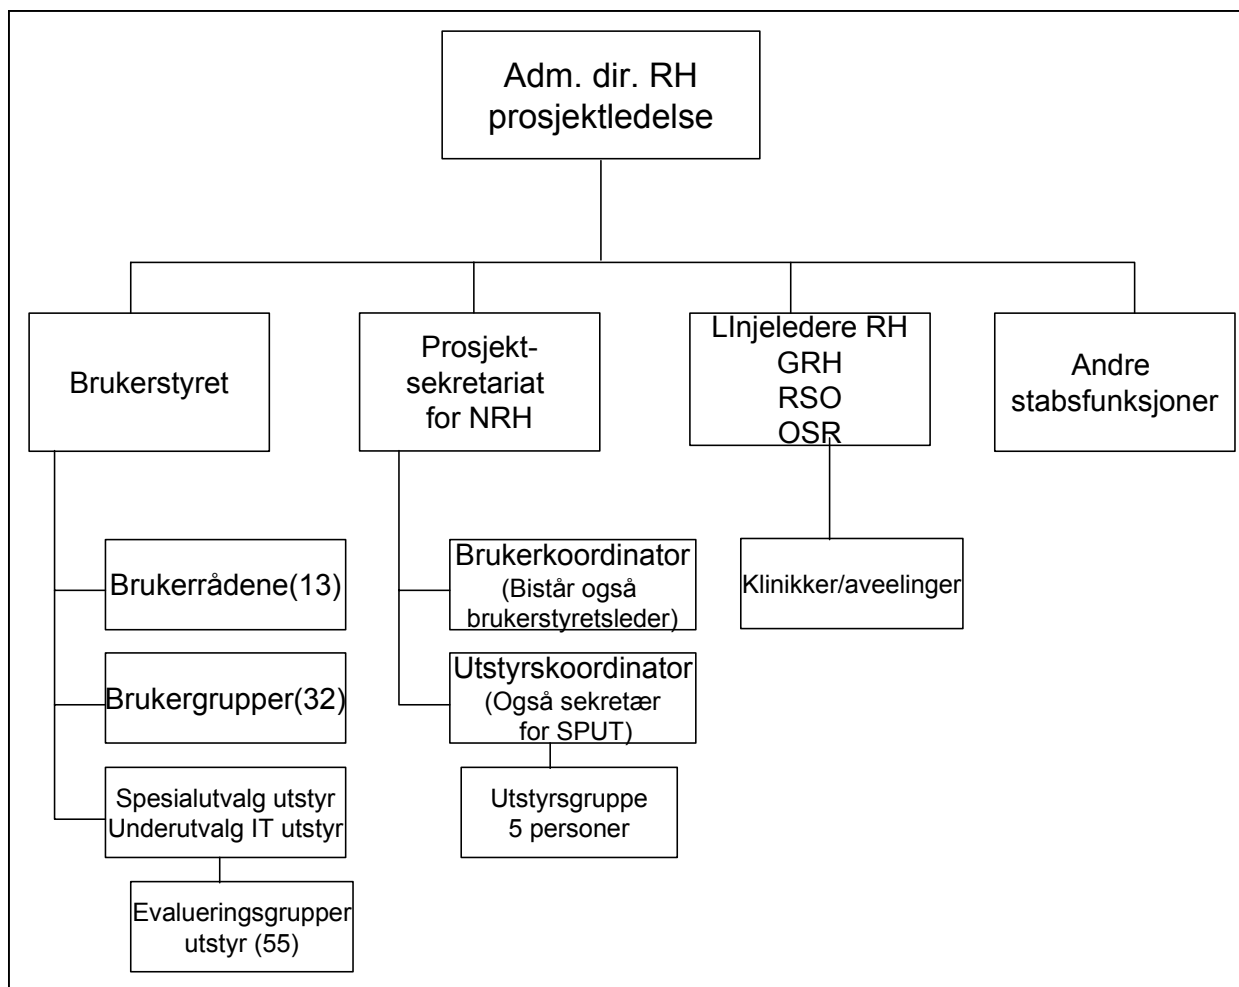 Adm. dir. RH
prosjektledelse
Brukerstyret
Prosjekt-
sekretariat
for NRH
LInjeledere RH
GRH
RSO
OSR
Andre
stabsfunksjoner
Brukerrådene(13)
Brukerkoordinator
(Bistår også
brukerstyretsleder)
Klinikker/aveelinger
Brukergrupper(32)
Utstyrskoordinator
(Også sekretær
for SPUT)
Spesialutvalg utstyr
Underutvalg IT utstyr
Utstyrsgruppe
5 personer
Evalueringsgrupper
utstyr (55)